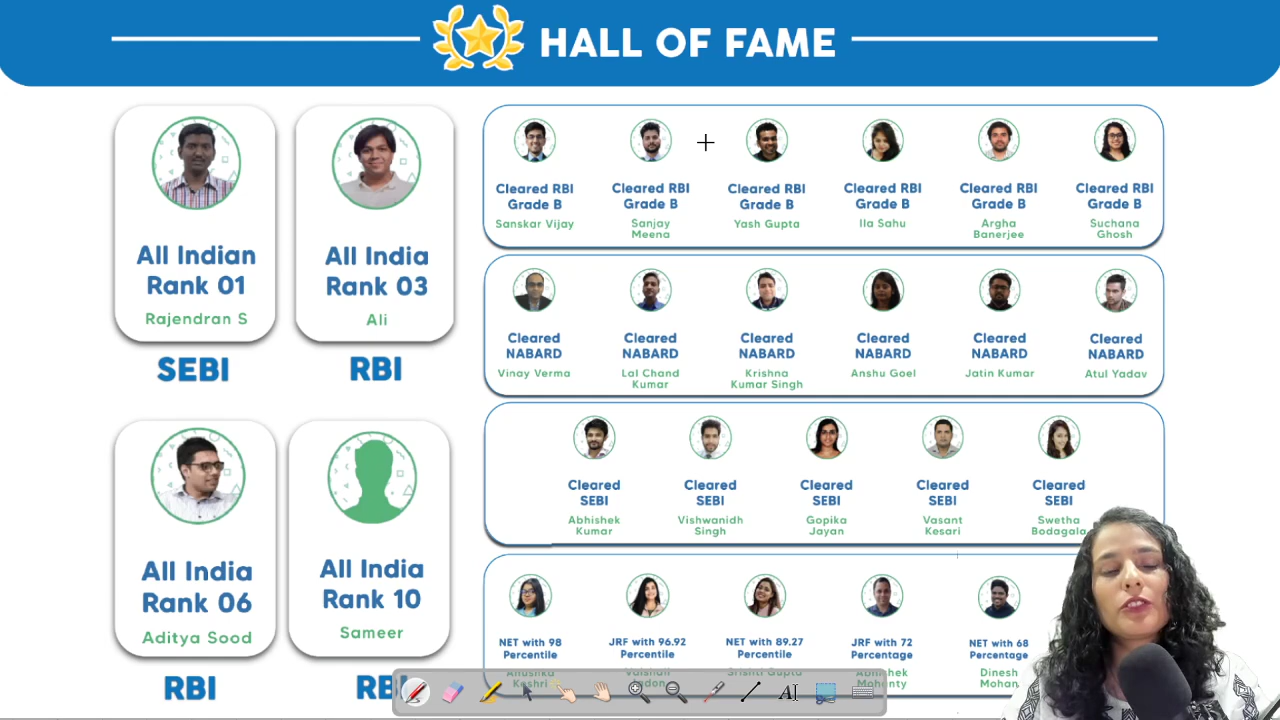 HALL OF FAME
All Indian
Rank 01
Rajendran S
SEBI
All India
Rank 03
Ali
RBI
All India
Rank 06
Aditya Sood
RBI
All India
Rank 10
Sameer
Cleared RBI
Grade B
Sanskar Vijay
Cleared RBI
Grade B
Sanjay
Meena
Cleared RBI
Grade B
Yash Gupta
Cleared RBI
Grade B
Ila Sahu
Cleared RBI
Grade B
Argha
Banerjee
Cleared RBI
Grade B
Suchana
Ghosh
Cleared
NABARD
Vinay Verma
Cleared
NABARD
Lal Chand
Kumar
Cleared
NABARD
Krishna
Kumar Singh
Cleared
NABARD
Anshu Goel
Cleared
NABARD
Jatin Kumar
Cleared
NABARD
Atul Yadav
Cleared
SEBI
Abhishek
Kumar
Cleared
SEBI
Vishwanidh
Singh
Cleared
SEBI
Gopika
Jayan
Cleared
SEBI
Vasant
Kesari
Cleared
SEBI
Swetha
Bodagala
NET with 98
Percentile
JRF with 96.92
Percentile
NET with 89.27
Percentile
JRF with 72
Percentage
NET with 68
Percentage
Dinesh
Mohan